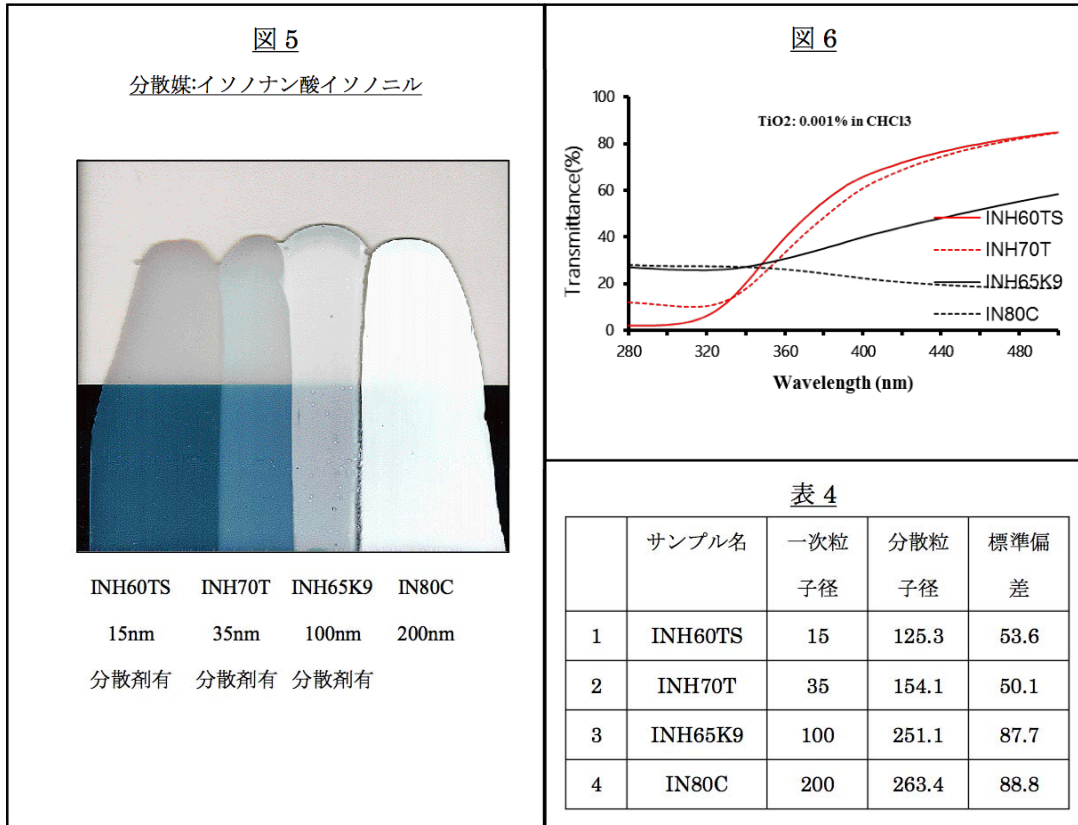 図 5
分散媒:イソノナン酸イソノニル
INH60TS INH70T INH65K9 IN80C
15nm 35nm 100nm 200nm
分散剤有 分散剤有 分散剤有
図 6
TiO2: 0.001% in CHCl3
Transmittance(%)
100
80
60
40
20
0
280 320 360 400 440 480
Wavelength (nm)
INH60TS
INH70T
INH65K9
IN80C
表 4
サンプル名 一次粒子径 分散粒子径 標準偏差
1 INH60TS 15 125.3 53.6
2 INH70T 35 154.1 50.1
3 INH65K9 100 251.1 87.7
4 IN80C 200 263.4 88.8